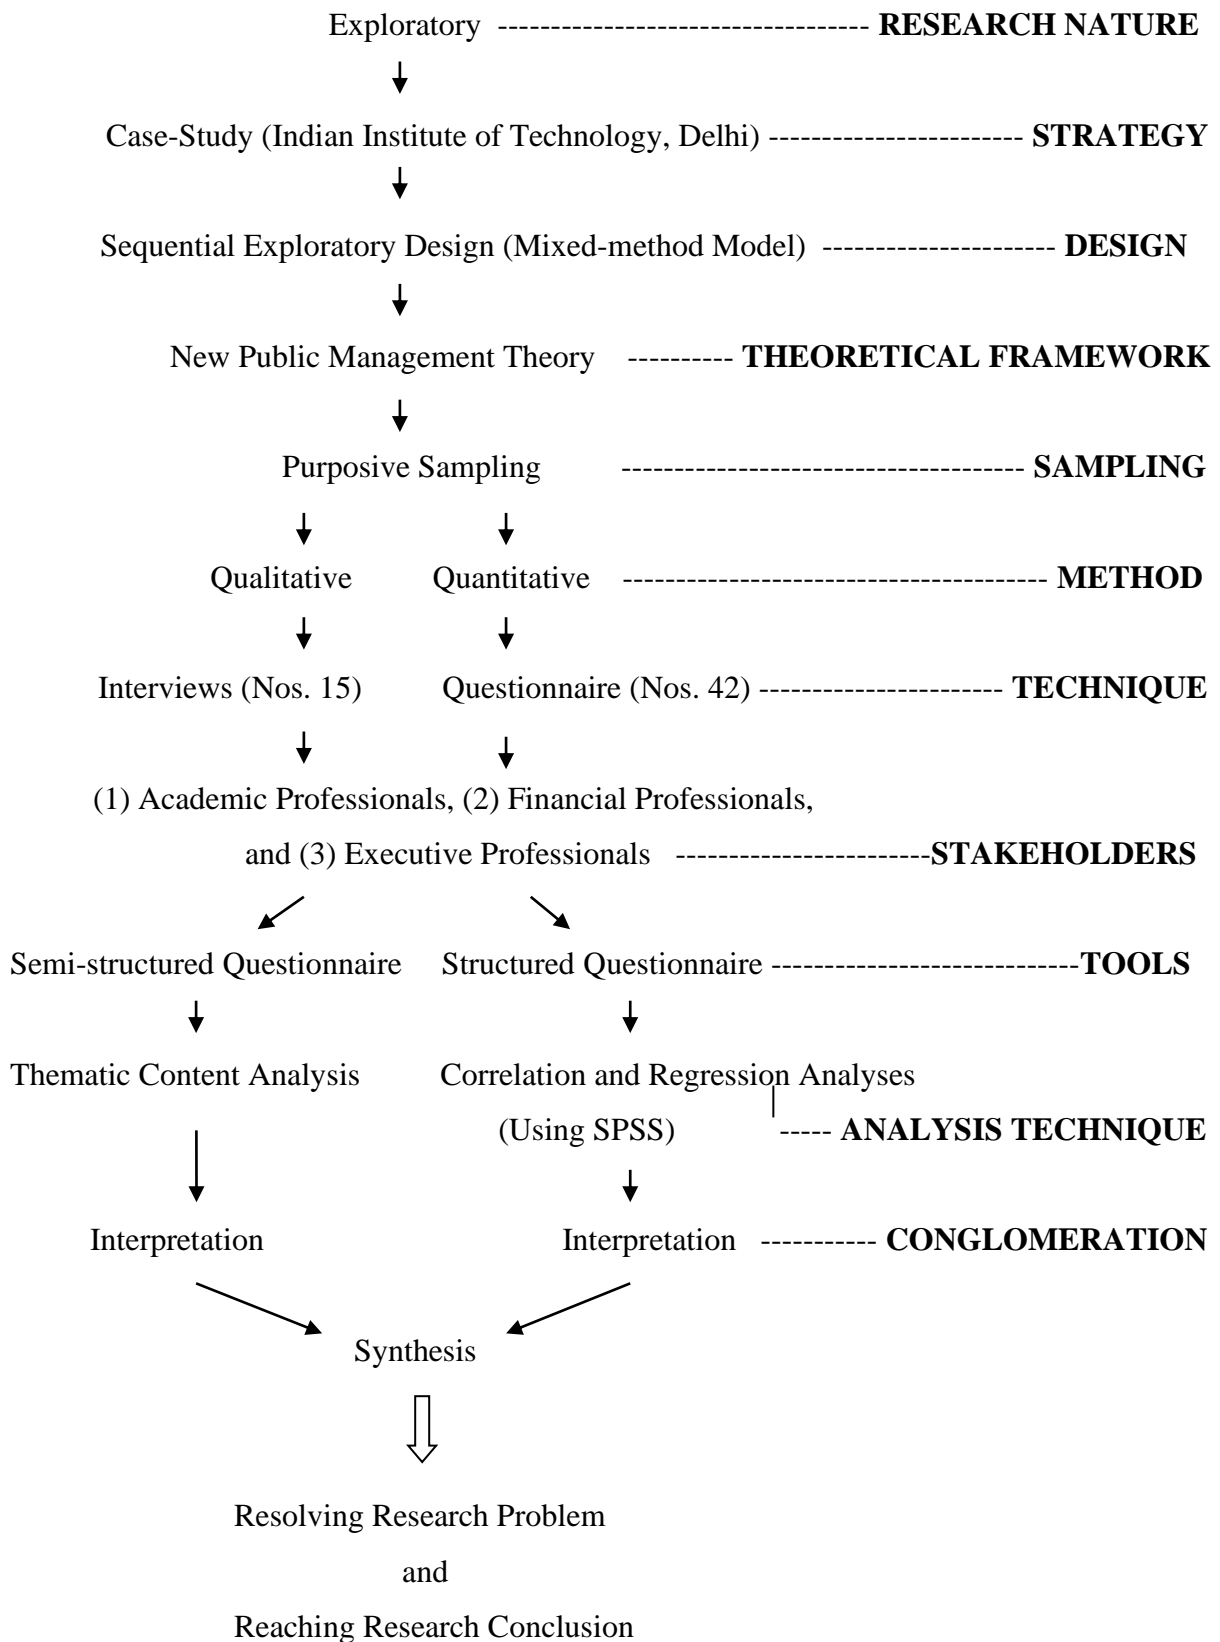 Exploratory ----------------------------------- RESEARCH NATURE
Case-Study (Indian Institute of Technology, Delhi) ------------------------ STRATEGY
Sequential Exploratory Design (Mixed-method Model) ---------------------- DESIGN
New Public Management Theory ---------- THEORETICAL FRAMEWORK
Purposive Sampling -------------------------------------- SAMPLING
Qualitative Quantitative ---------------------------------------- METHOD
Interviews (Nos. 15) Questionnaire (Nos. 42) ----------------------- TECHNIQUE
(1) Academic Professionals, (2) Financial Professionals,
and (3) Executive Professionals ------------------------STAKEHOLDERS
Semi-structured Questionnaire Structured Questionnaire -----------------------------TOOLS
Thematic Content Analysis Correlation and Regression Analyses
(Using SPSS) ----- ANALYSIS TECHNIQUE
Interpretation Interpretation ----------- CONGLOMERATION
Synthesis
Resolving Research Problem
and
Reaching Research Conclusion